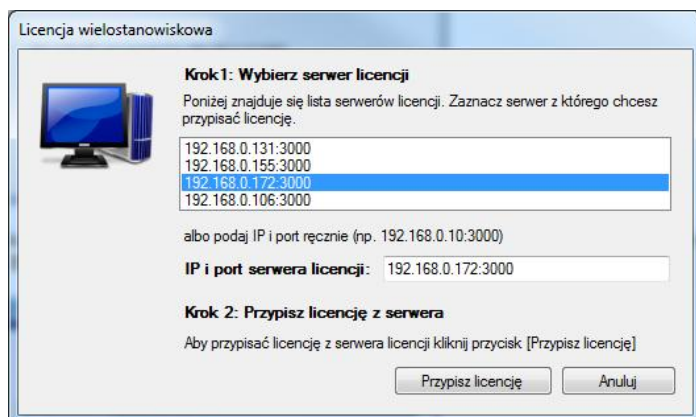 Licencja wielostanowiskowa
Krok1: Wybierz serwer licencji
Poniżej znajduje się lista serwerów licencji. Zaznacz serwer z którego chcesz
przypisać licencję.
192.168.0.131:3000
192.168.0.155:3000
192.168.0.172:3000
192.168.0.106:3000
albo podaj IP i port ręcznie (np. 192.168.0.10:3000)
IP i port serwera licencji: 192.168.0.172:3000
Krok 2: Przypisz licencję z serwera
Aby przypisać licencję z serwera licencji kliknij przycisk [Przypisz licencję]
Przypisz licencję Anuluj